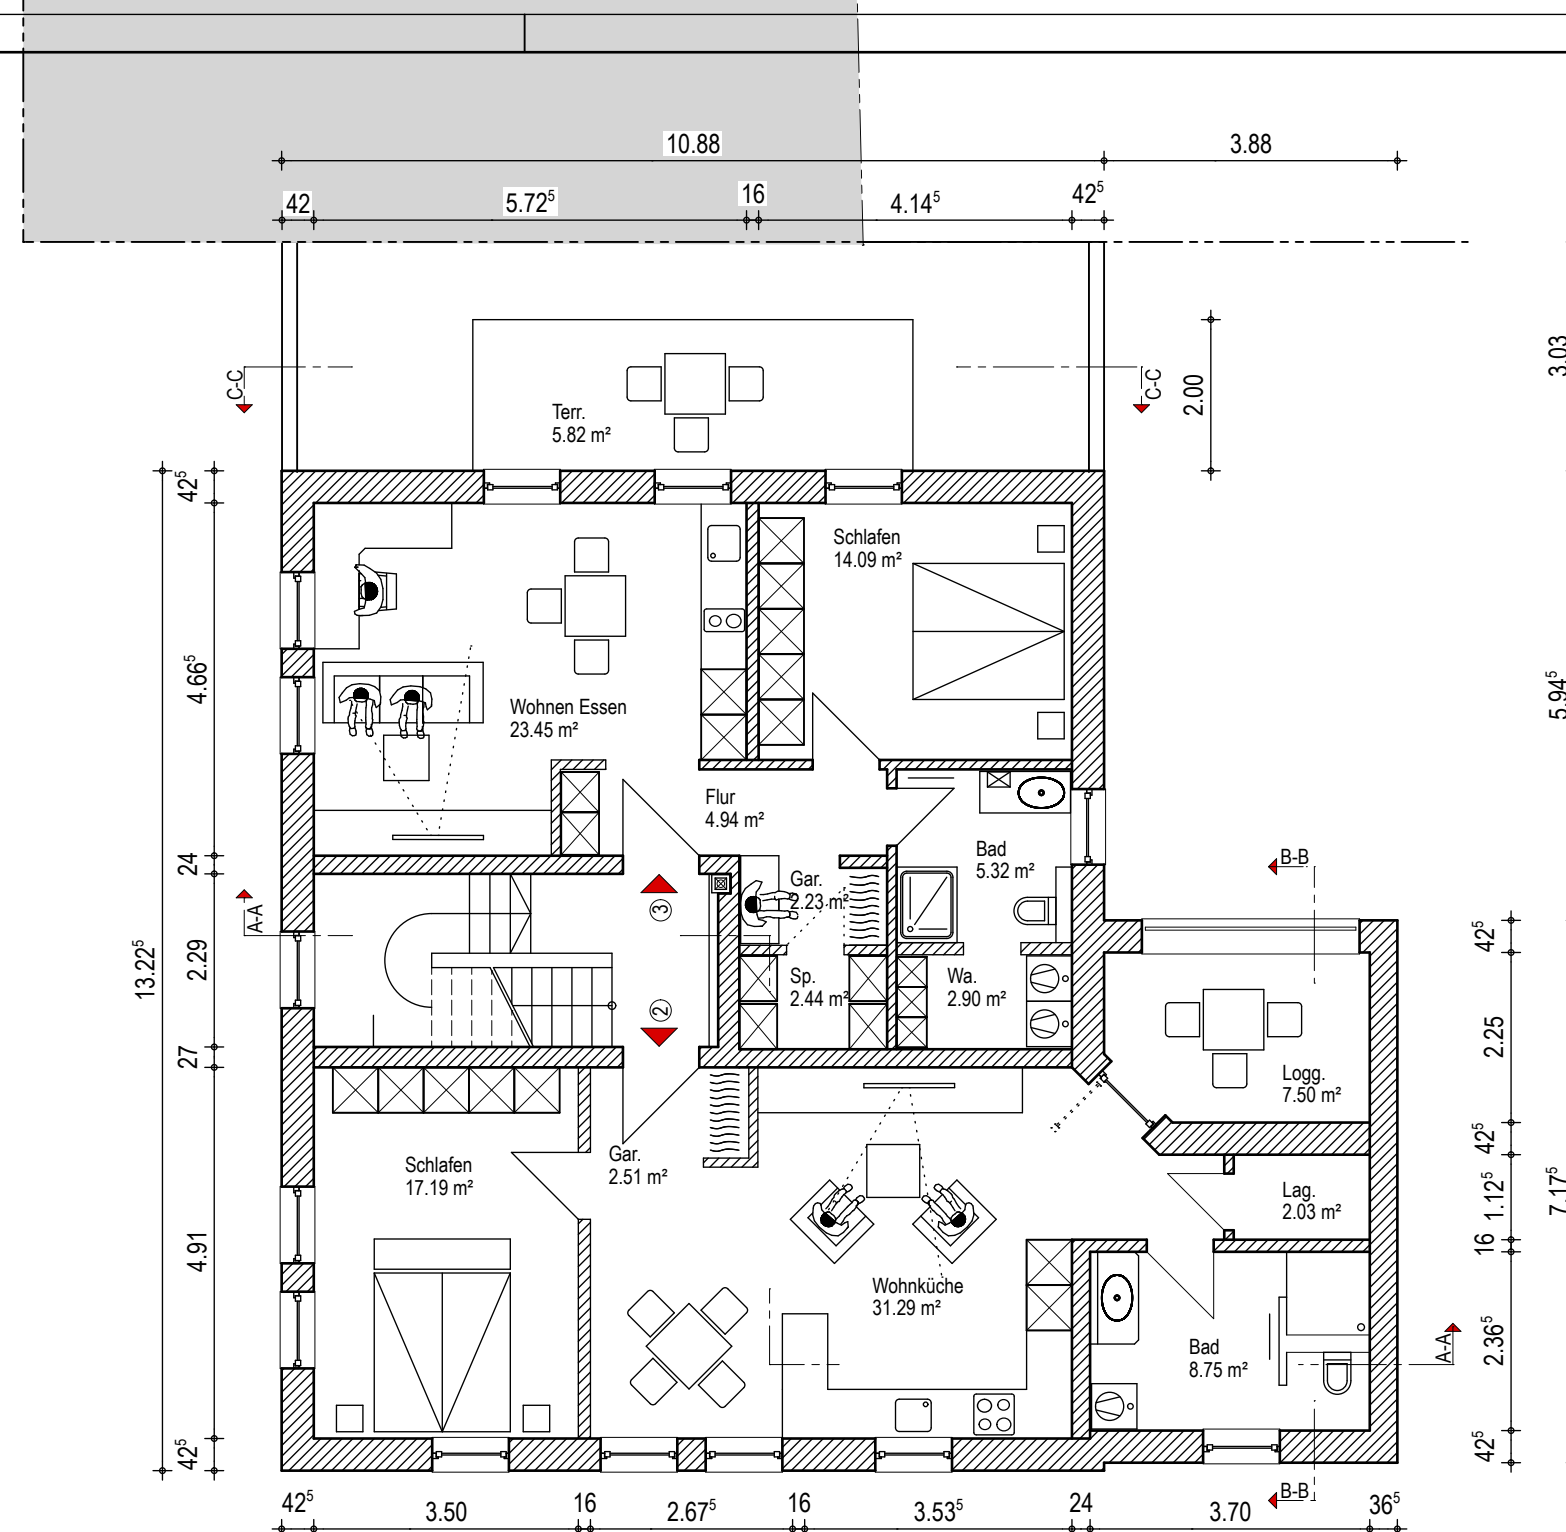 10.88
3.88
42
5.72⁵
16
4.14⁵
42⁵
C-C
C-C
2.00
3.03
Terr.
5.82 m²
42⁵
Schlafen
14.09 m²
4.66⁵
5.94⁵
Wohnen Essen
23.45 m²
Flur
4.94 m²
Bad
5.32 m²
24
B-B
Gar.
2.23 m²
A-A
3
42⁵
13.22⁵
2.29
Sp.
2.44 m²
Wa.
2.90 m²
2
2.25
27
Logg.
7.50 m²
42⁵
Gar.
2.51 m²
Schlafen
17.19 m²
Lag.
2.03 m²
1.12⁵
7.17⁵
4.91
16
Wohnküche
31.29 m²
Bad
8.75 m²
A-A
2.36⁵
42⁵
42⁵
B-B
42⁵
3.50
16
2.67⁵
16
3.53⁵
24
3.70
36⁵